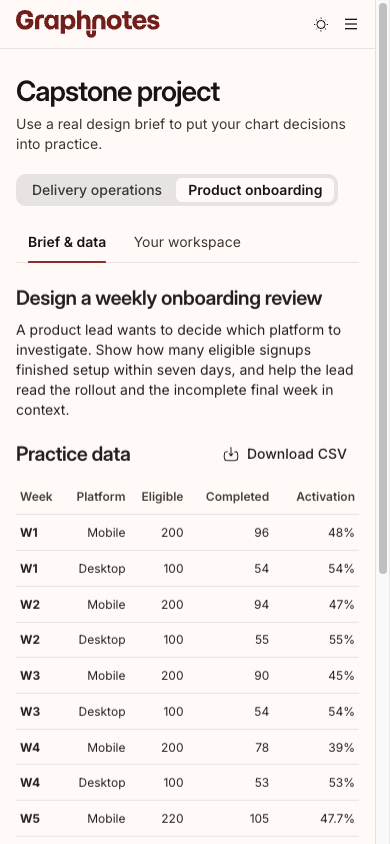 Graphnotes
Capstone project
Use a real design brief to put your chart decisions
into practice.
Delivery operations Product onboarding
Brief & data Your workspace
Design a weekly onboarding review
A product lead wants to decide which platform to
investigate. Show how many eligible signups
finished setup within seven days, and help the lead
read the rollout and the incomplete final week in
context.
Practice data Download CSV
Week Platform Eligible Completed Activation
W1 Mobile 200 96 48%
W1 Desktop 100 54 54%
W2 Mobile 200 94 47%
W2 Desktop 100 55 55%
W3 Mobile 200 90 45%
W3 Desktop 100 54 54%
W4 Mobile 200 78 39%
W4 Desktop 100 53 53%
W5 Mobile 220 105 47.7%